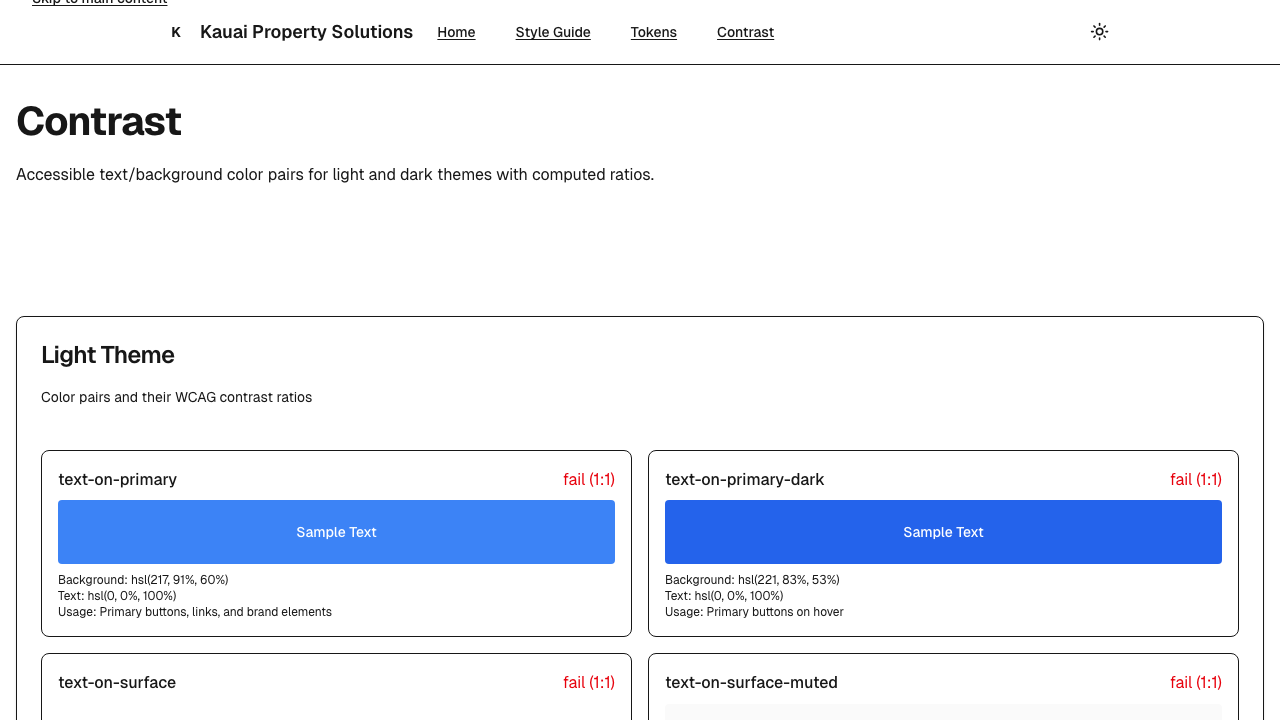 Skip to main content
K Kauai Property Solutions Home Style Guide Tokens Contrast
Contrast
Accessible text/background color pairs for light and dark themes with computed ratios.
Light Theme
Color pairs and their WCAG contrast ratios
text-on-primary fail (1:1)
Sample Text
Background: hsl(217, 91%, 60%)
Text: hsl(0, 0%, 100%)
Usage: Primary buttons, links, and brand elements
text-on-primary-dark fail (1:1)
Sample Text
Background: hsl(221, 83%, 53%)
Text: hsl(0, 0%, 100%)
Usage: Primary buttons on hover
text-on-surface fail (1:1)
text-on-surface-muted fail (1:1)